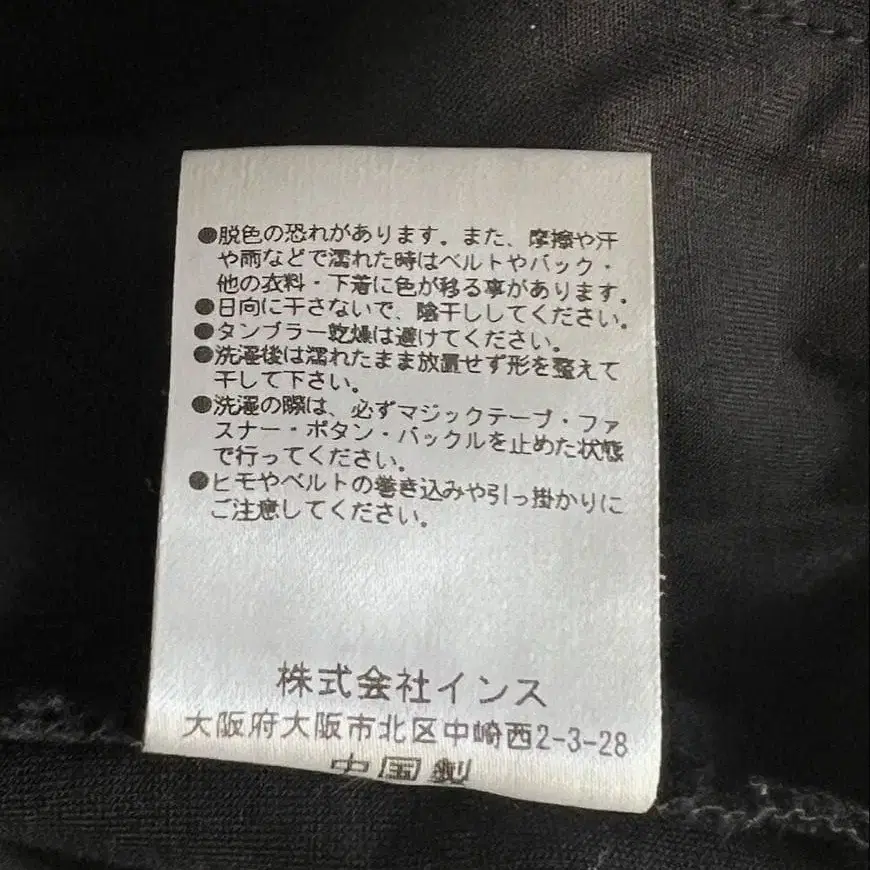 ●脱色の恐れがあります。また、摩擦や汗
や雨などで濡れた時はベルトやバック・
他の衣料・下着に色が移る事があります。
●日向に干さないで、陰干ししてください。
●タンブラー乾燥は避けてください。
●洗濯後は濡れたまま放置せず形を整えて
干して下さい。
●洗濯の際は、必ずマジックテープ・ファ
スナー・ボタン・バックルを止めた状態
で行ってください。
●ヒモやベルトの巻き込みや引っ掛かりに
ご注意してください。
株式会社インス
大阪府大阪市北区中崎西2-3-28
中国製